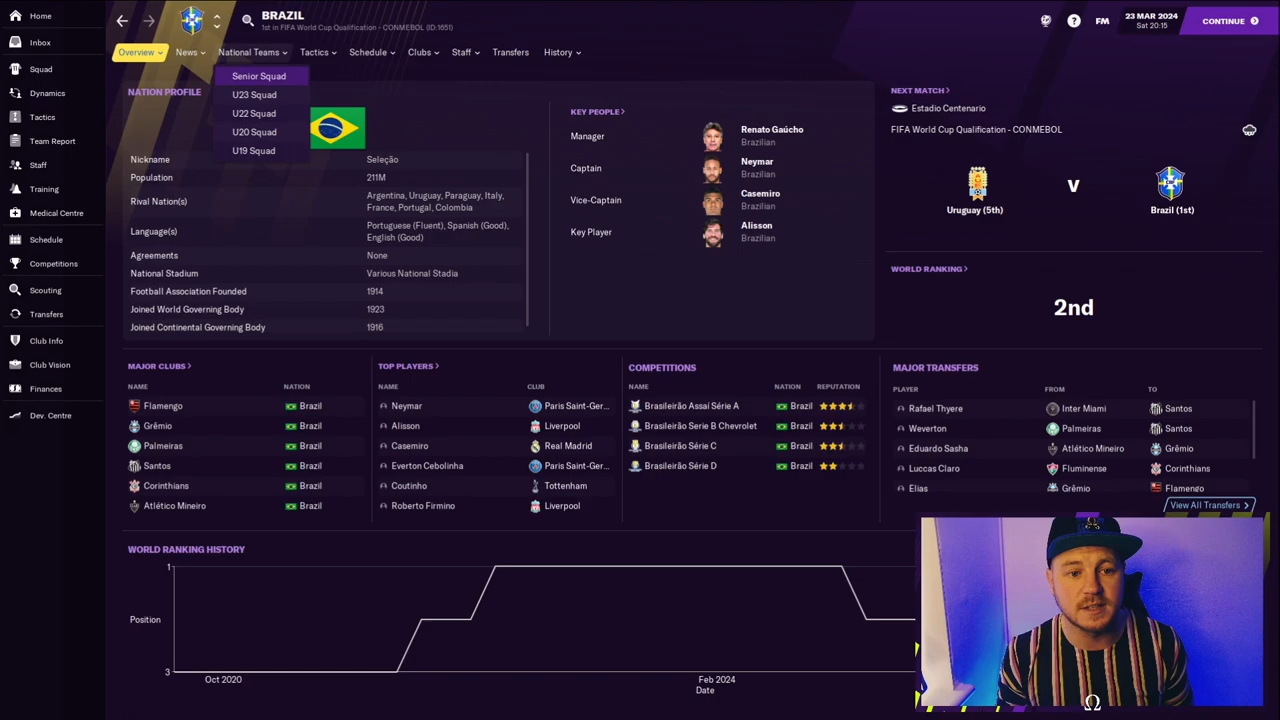 Home
BRAZIL
1st in FIFA World Cup Qualification - CONMEBOL (ID:1651)
FM
23 MAR 2024
Sat 20:15
CONTINUE
Inbox
Squad
Dynamics
Tactics
Team Report
Staff
Training
Medical Centre
Schedule
Competitions
Scouting
Transfers
Club Info
Club Vision
Finances
Dev. Centre
Overview
News
National Teams
Tactics
Schedule
Clubs
Staff
Transfers
History
Senior Squad
U23 Squad
U22 Squad
U20 Squad
U19 Squad
NATION PROFILE
Nickname Seleção
Population 211M
Rival Nation(s) Argentina, Uruguay, Paraguay, Italy,
France, Portugal, Colombia
Language(s) Portuguese (Fluent), Spanish (Good),
English (Good)
Agreements None
National Stadium Various National Stadia
Football Association Founded 1914
Joined World Governing Body 1923
Joined Continental Governing Body 1916
KEY PEOPLE
Manager Renato Gaúcho
Brazilian
Captain Neymar
Brazilian
Vice-Captain Casemiro
Brazilian
Key Player Alisson
Brazilian
NEXT MATCH
Estadio Centenario
FIFA World Cup Qualification - CONMEBOL
V
Uruguay (5th) Brazil (1st)
WORLD RANKING
2nd
MAJOR CLUBS
NAME NATION
Flamengo Brazil
Grêmio Brazil
Palmeiras Brazil
Santos Brazil
Corinthians Brazil
Atlético Mineiro Brazil
TOP PLAYERS
NAME CLUB
Neymar Paris Saint-Ger...
Alisson Liverpool
Casemiro Real Madrid
Everton Cebolinha Paris Saint-Ger...
Coutinho Tottenham
Roberto Firmino Liverpool
COMPETITIONS
NAME NATION REPUTATION
Brasileirão Assaí Série A Brazil
Brasileirão Serie B Chevrolet Brazil
Brasileirão Série C Brazil
Brasileirão Série D Brazil
MAJOR TRANSFERS
PLAYER FROM TO
Rafael Thyere Inter Miami Santos
Weverton Palmeiras Santos
Eduardo Sasha Atlético Mineiro Grêmio
Luccas Claro Fluminense Corinthians
Elias Grêmio Flamengo
View All Transfers
WORLD RANKING HISTORY
1
Position
3
Oct 2020 Feb 2024
Date
Ω